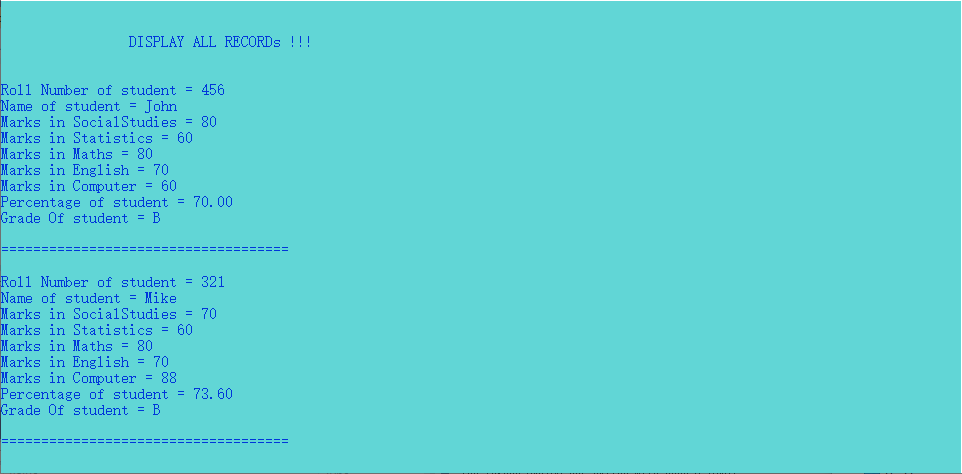 DISPLAY ALL RECORDs !!!
Roll Number of student = 456
Name of student = John
Marks in SocialStudies = 80
Marks in Statistics = 60
Marks in Maths = 80
Marks in English = 70
Marks in Computer = 60
Percentage of student = 70.00
Grade Of student = B
====================================
Roll Number of student = 321
Name of student = Mike
Marks in SocialStudies = 70
Marks in Statistics = 60
Marks in Maths = 80
Marks in English = 70
Marks in Computer = 88
Percentage of student = 73.60
Grade Of student = B
====================================